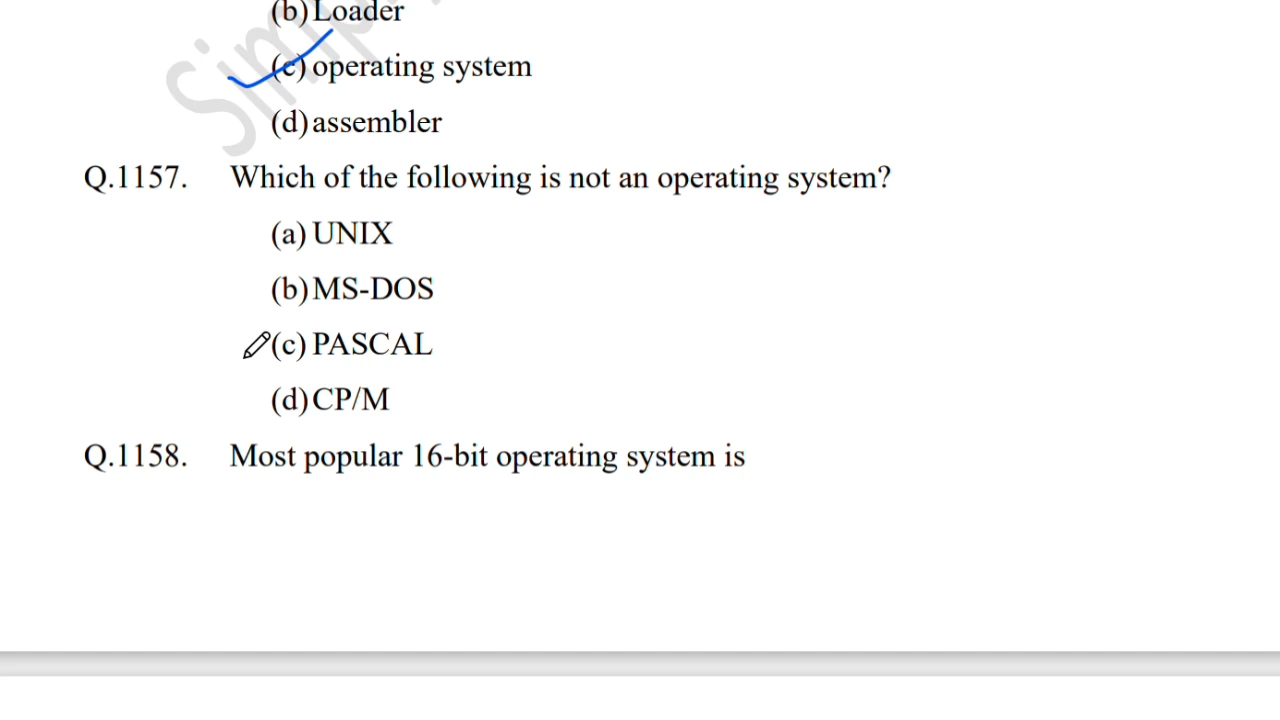 (b) Loader
(c) operating system
(d) assembler
Q.1157. Which of the following is not an operating system?
(a) UNIX
(b) MS-DOS
(c) PASCAL
(d) CP/M
Q.1158. Most popular 16-bit operating system is